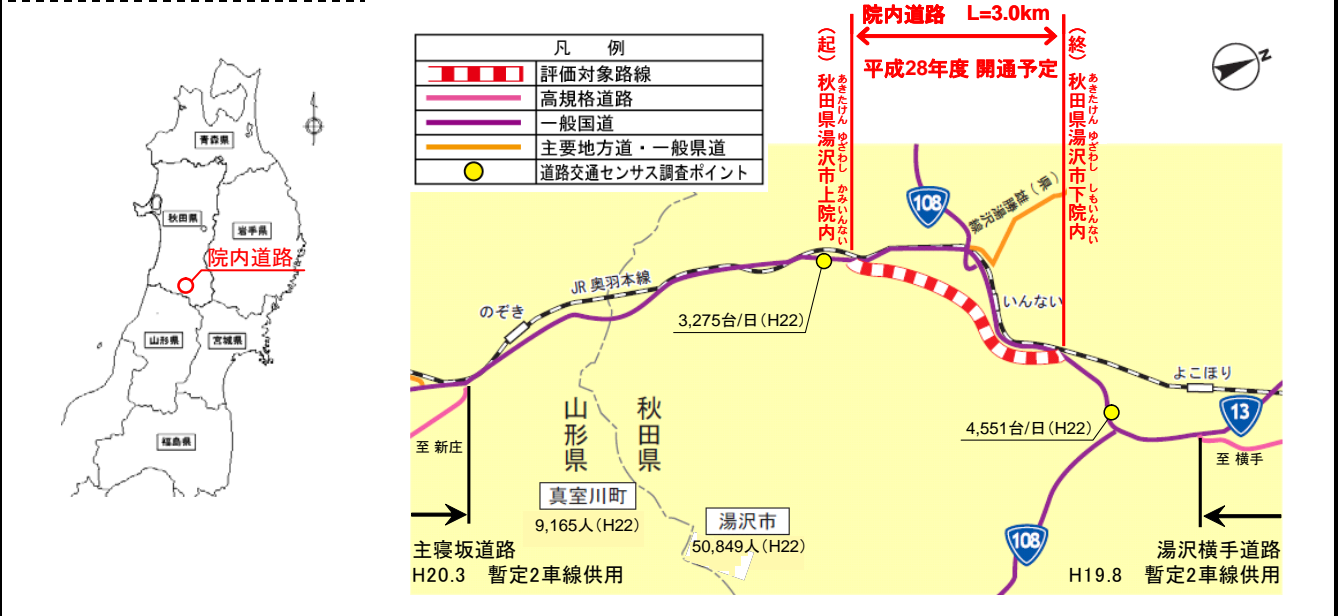 院内道路　L=3.0km
平成28年度 開通予定
(起) 秋田県湯沢市上院内
あきたけん ゆざわし かみいんない
(終) 秋田県湯沢市下院内
あきたけん ゆざわし しもいんない
N
凡　例
評価対象路線
高規格道路
一般国道
主要地方道・一般県道
道路交通センサス調査ポイント
青森県
秋田県
岩手県
院内道路
山形県
宮城県
福島県
108
(県)雄勝湯沢線
JR 奥羽本線
のぞき
いんない
3,275台/日(H22)
よこほり
13
4,551台/日(H22)
山形県
秋田県
至 新庄
至 横手
真室川町
9,165人(H22)
湯沢市
50,849人(H22)
108
主寝坂道路
H20.3　暫定2車線供用
湯沢横手道路
H19.8　暫定2車線供用